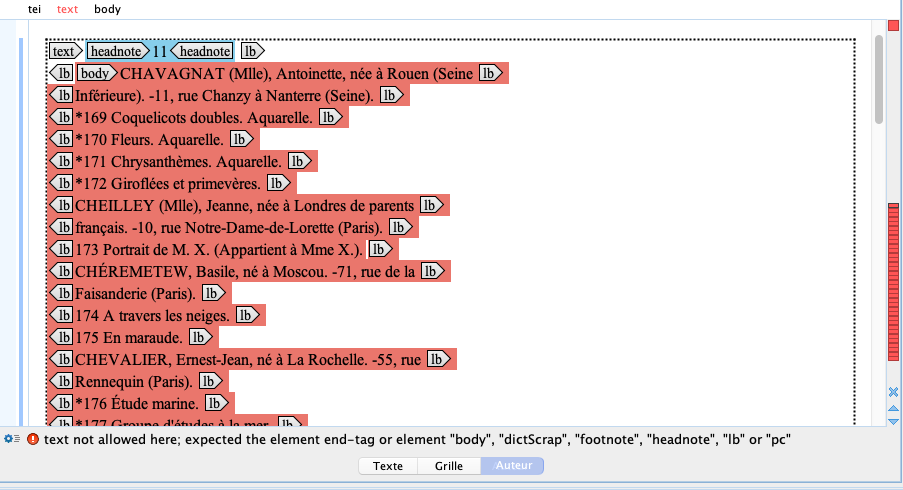 tei text body
text headnote 11 headnote lb
lb body CHAVAGNAT (Mlle), Antoinette, née à Rouen (Seine lb
lb Inférieure). -11, rue Chanzy à Nanterre (Seine). lb
lb *169 Coquelicots doubles. Aquarelle. lb
lb *170 Fleurs. Aquarelle. lb
lb *171 Chrysanthèmes. Aquarelle. lb
lb *172 Giroflées et primevères. lb
lb CHEILLEY (Mlle), Jeanne, née à Londres de parents lb
lb français. -10, rue Notre-Dame-de-Lorette (Paris). lb
lb 173 Portrait de M. X. (Appartient à Mme X.). lb
lb CHÉREMETEW, Basile, né à Moscou. -71, rue de la lb
lb Faisanderie (Paris). lb
lb 174 A travers les neiges. lb
lb 175 En maraude. lb
lb CHEVALIER, Ernest-Jean, né à La Rochelle. -55, rue lb
lb Rennequin (Paris). lb
lb *176 Étude marine. lb
lb *177 Groupe d'études à la mer. lb
text not allowed here; expected the element end-tag or element "body", "dictScrap", "footnote", "headnote", "lb" or "pc"
Texte Grille Auteur